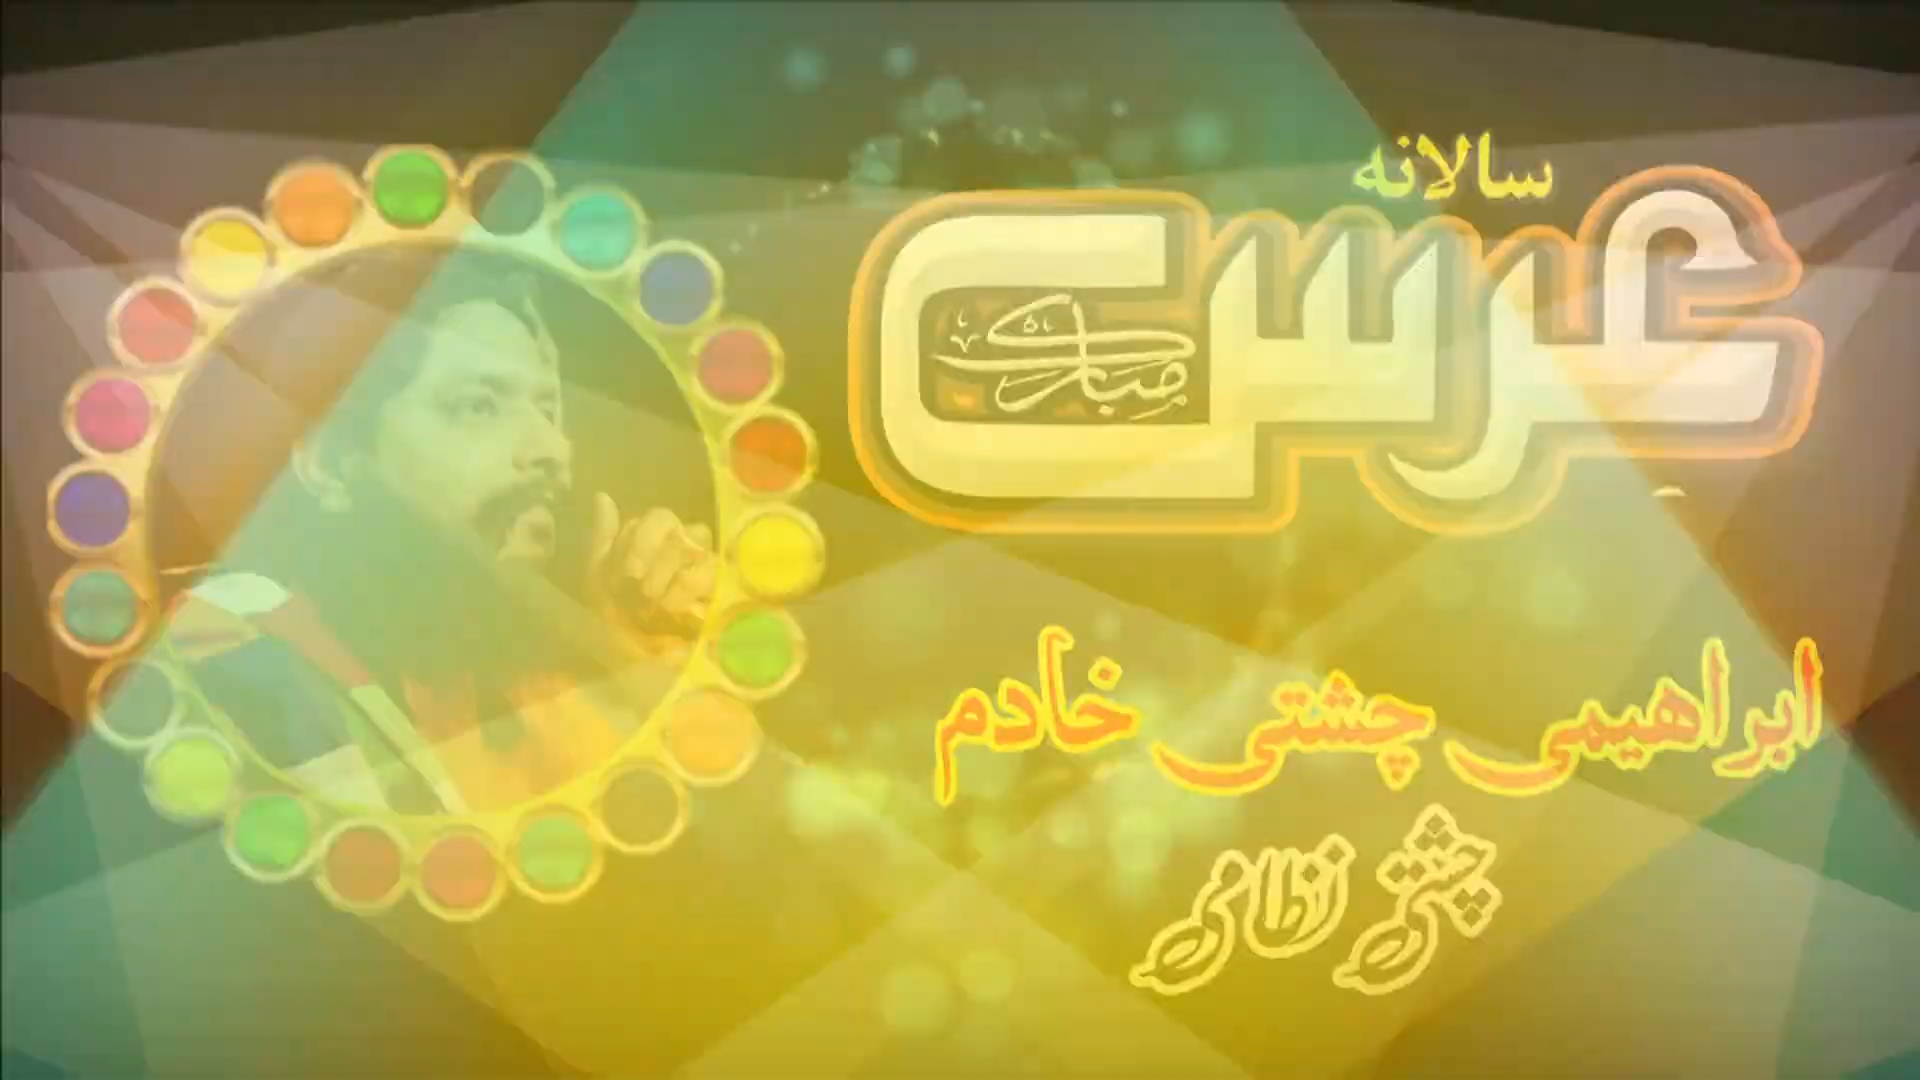 سالانہ
عرس
مبارک
ابراھیمی چشتی خادم
چشتی نظامی